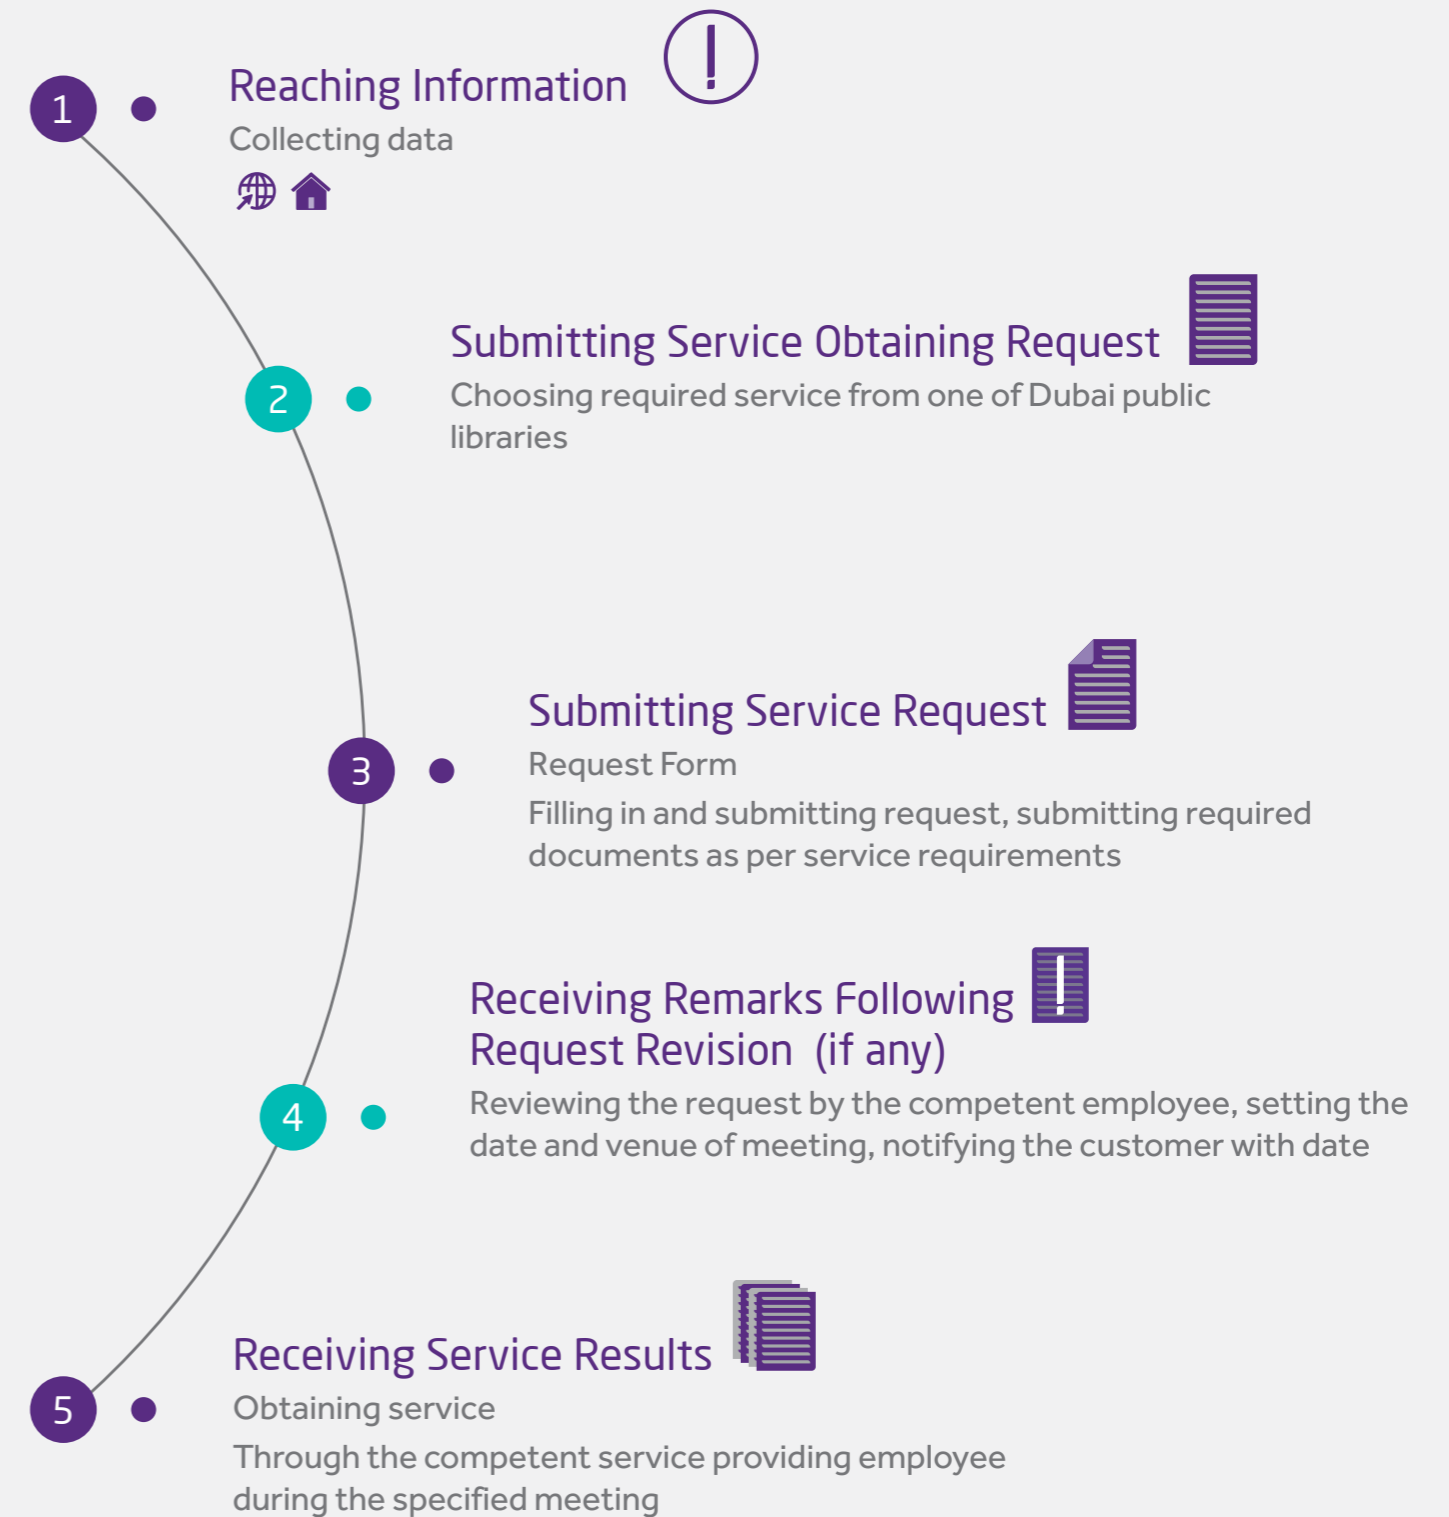 1
Reaching Information
Collecting data
2
Submitting Service Obtaining Request
Choosing required service from one of Dubai public
libraries
3
Submitting Service Request
Request Form
Filling in and submitting request, submitting required
documents as per service requirements
4
Receiving Remarks Following
Request Revision (if any)
Reviewing the request by the competent employee, setting the
date and venue of meeting, notifying the customer with date
5
Receiving Service Results
Obtaining service
Through the competent service providing employee
during the specified meeting